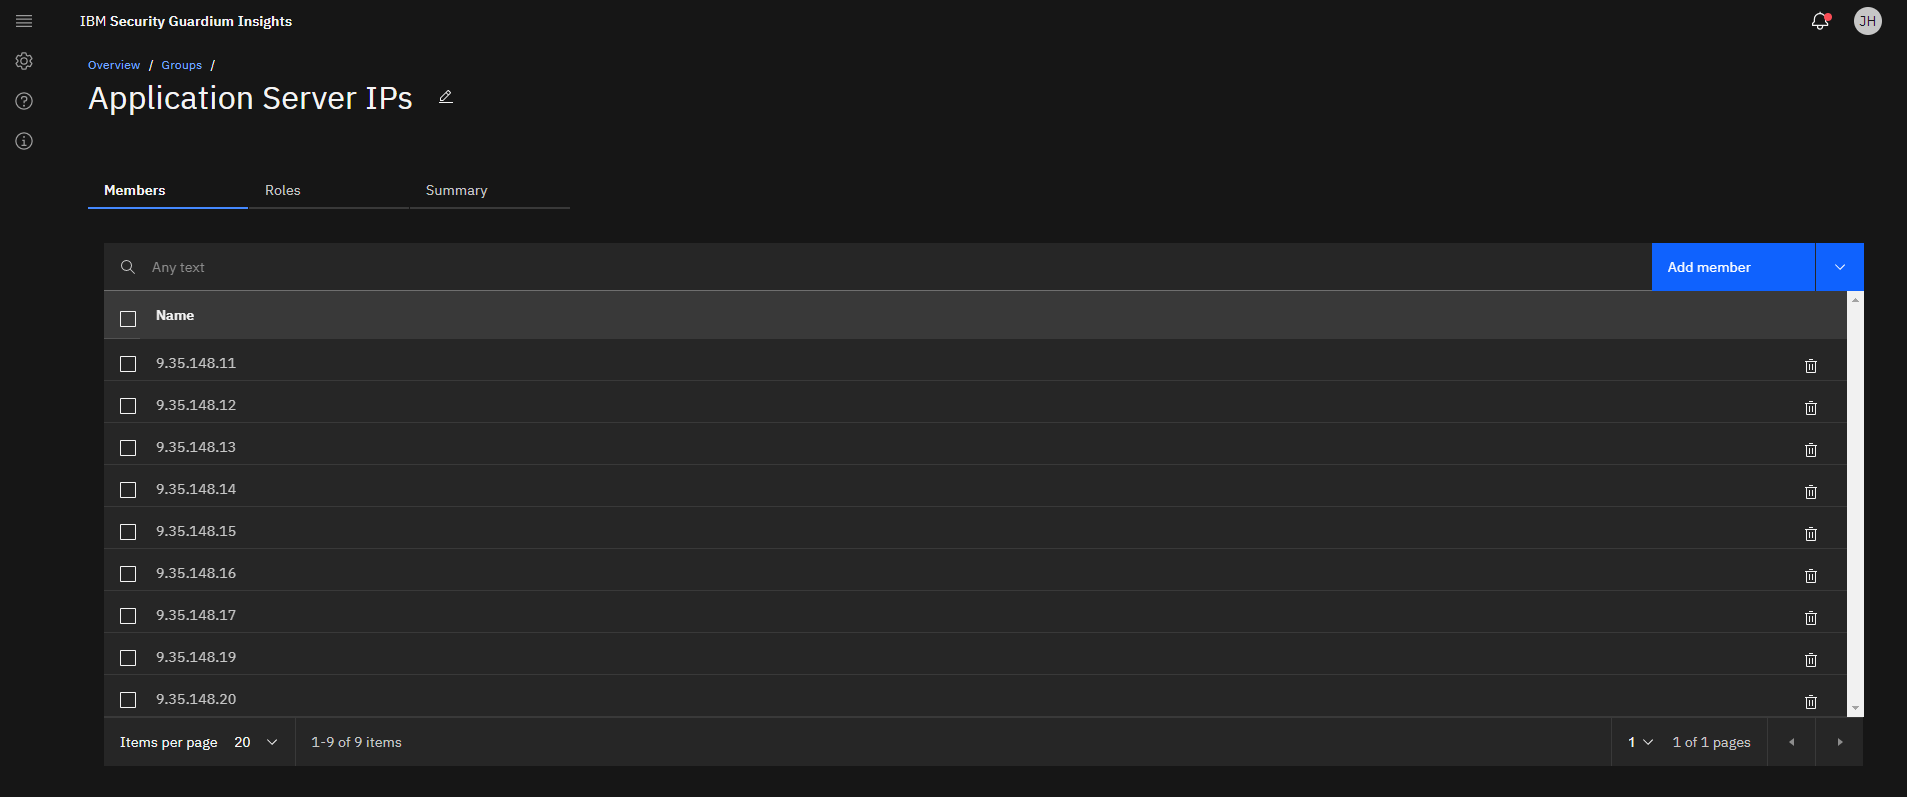 IBM Security Guardium Insights
JH
Overview / Groups /
Application Server IPs
Members Roles Summary
Any text
Add member
Name
9.35.148.11
9.35.148.12
9.35.148.13
9.35.148.14
9.35.148.15
9.35.148.16
9.35.148.17
9.35.148.19
9.35.148.20
Items per page 20 1-9 of 9 items 1 1 of 1 pages